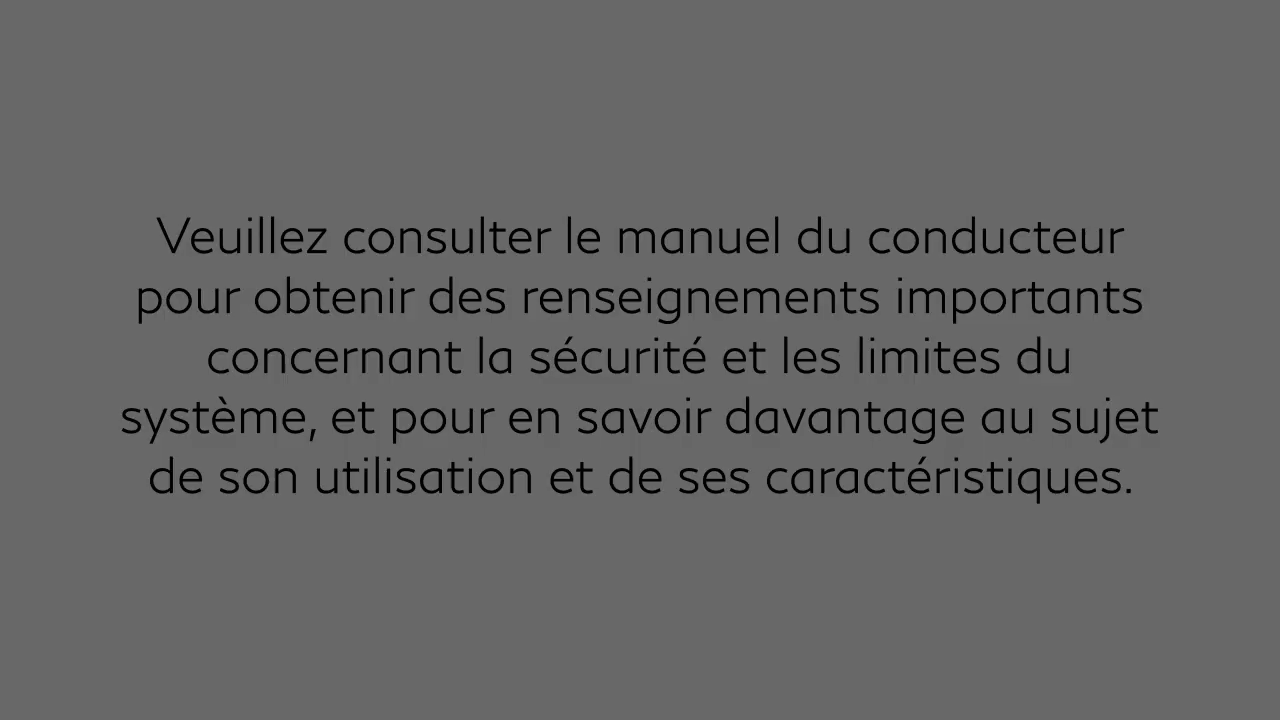 Veuillez consulter le manuel du conducteur
pour obtenir des renseignements importants
concernant la sécurité et les limites du
système, et pour en savoir davantage au sujet
de son utilisation et de ses caractéristiques.